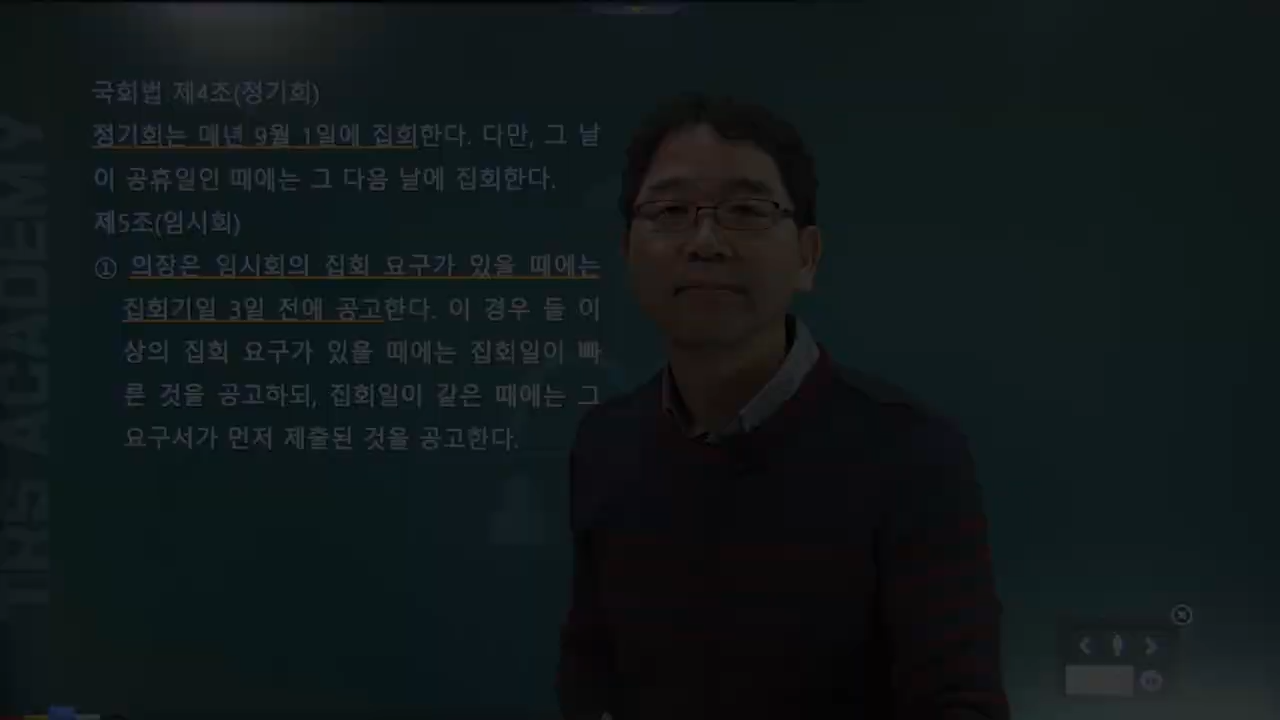 국회법 제4조(정기회)
정기회는 매년 9월 1일에 집회한다. 다만, 그 날
이 공휴일인 때에는 그 다음 날에 집회한다.
제5조(임시회)
① 의장은 임시회의 집회 요구가 있을 때에는
집회기일 3일 전에 공고한다. 이 경우 둘 이
상의 집회 요구가 있을 때에는 집회일이 빠
른 것을 공고하되, 집회일이 같은 때에는 그
요구서가 먼저 제출된 것을 공고한다.
ACADEMY